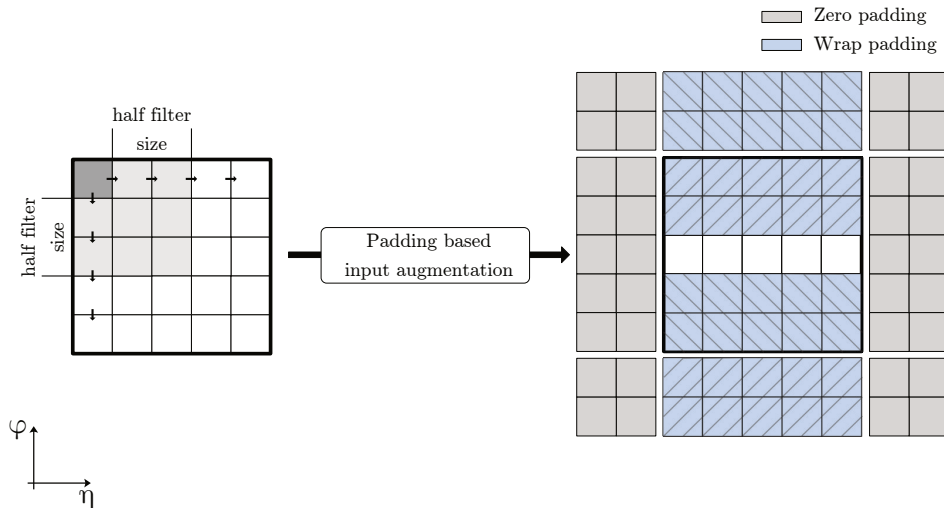 Zero padding
Wrap padding
half filter
size
half filter
size
Padding based
input augmentation
φ
η